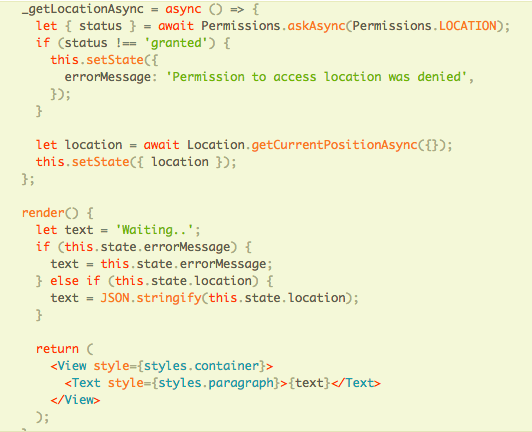 _getLocationAsync = async () => {
  let { status } = await Permissions.askAsync(Permissions.LOCATION);
  if (status !== 'granted') {
    this.setState({
      errorMessage: 'Permission to access location was denied',
    });
  }

  let location = await Location.getCurrentPositionAsync({});
  this.setState({ location });
};

render() {
  let text = 'Waiting..';
  if (this.state.errorMessage) {
    text = this.state.errorMessage;
  } else if (this.state.location) {
    text = JSON.stringify(this.state.location);
  }

  return (
    <View style={styles.container}>
      <Text style={styles.paragraph}>{text}</Text>
    </View>
  );